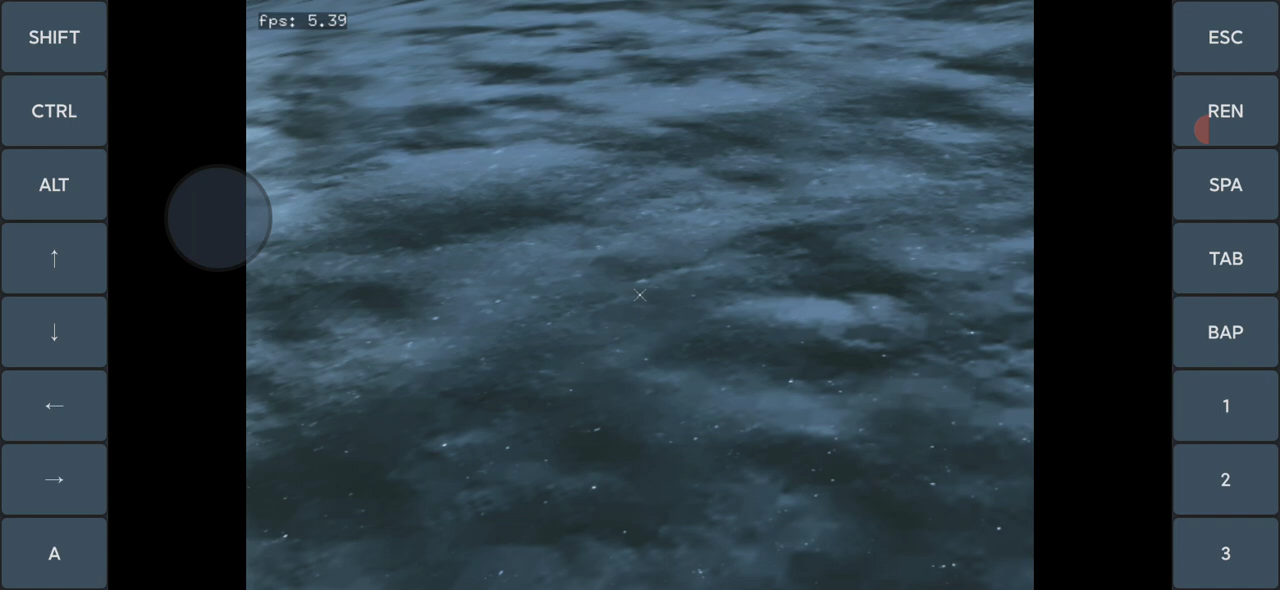 SHIFT
CTRL
ALT
↑
↓
←
→
A
fps: 5.39
ESC
REN
SPA
TAB
BAP
1
2
3